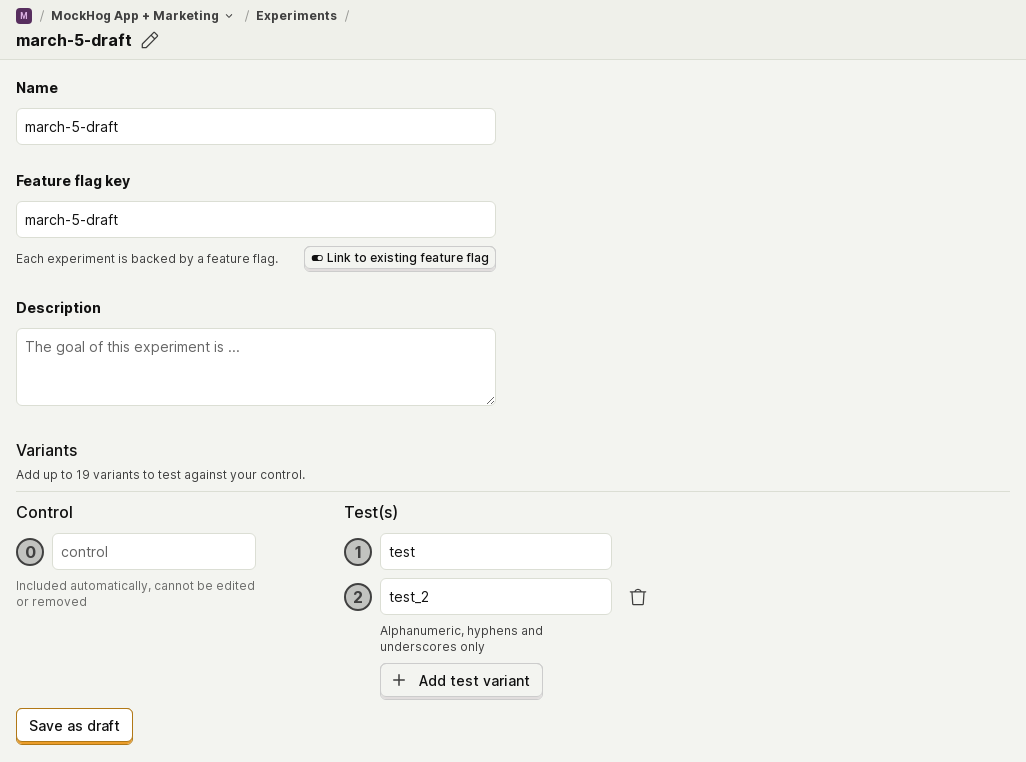 M / MockHog App + Marketing / Experiments /
march-5-draft
Name
march-5-draft
Feature flag key
march-5-draft
Each experiment is backed by a feature flag. Link to existing feature flag
Description
The goal of this experiment is ...
Variants
Add up to 19 variants to test against your control.
Control
0 control
Included automatically, cannot be edited
or removed
Test(s)
1 test
2 test_2
Alphanumeric, hyphens and
underscores only
+ Add test variant
Save as draft